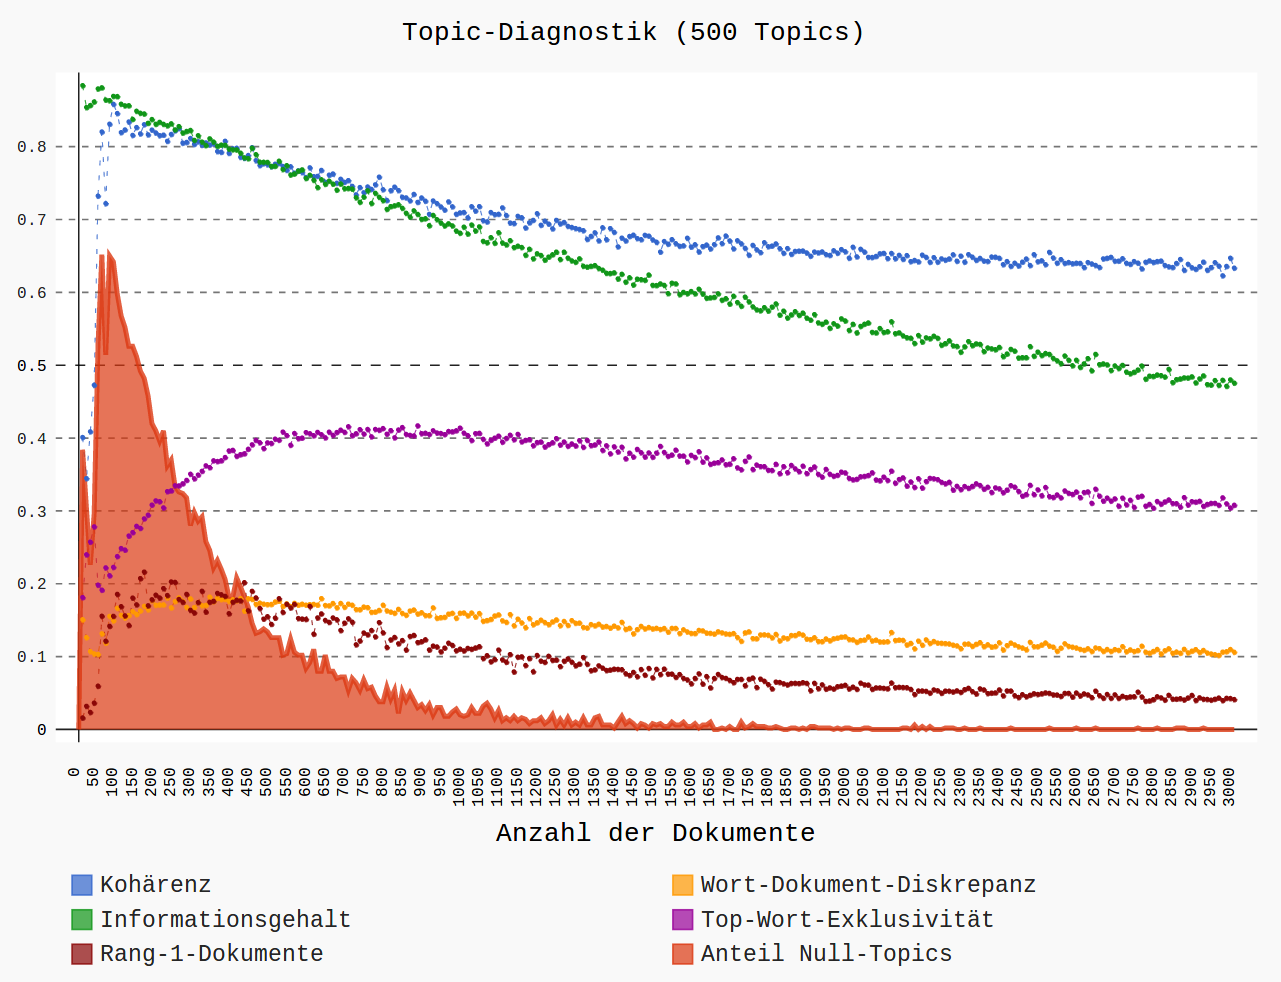 Topic-Diagnostik (500 Topics)
0.8
0.7
0.6
0.5
0.4
0.3
0.2
0.1
0
0 50 100 150 200 250 300 350 400 450 500 550 600 650 700 750 800 850 900 950 1000 1050 1100 1150 1200 1250 1300 1350 1400 1450 1500 1550 1600 1650 1700 1750 1800 1850 1900 1950 2000 2050 2100 2150 2200 2250 2300 2350 2400 2450 2500 2550 2600 2650 2700 2750 2800 2850 2900 2950 3000
Anzahl der Dokumente
Kohärenz
Wort-Dokument-Diskrepanz
Informationsgehalt
Top-Wort-Exklusivität
Rang-1-Dokumente
Anteil Null-Topics